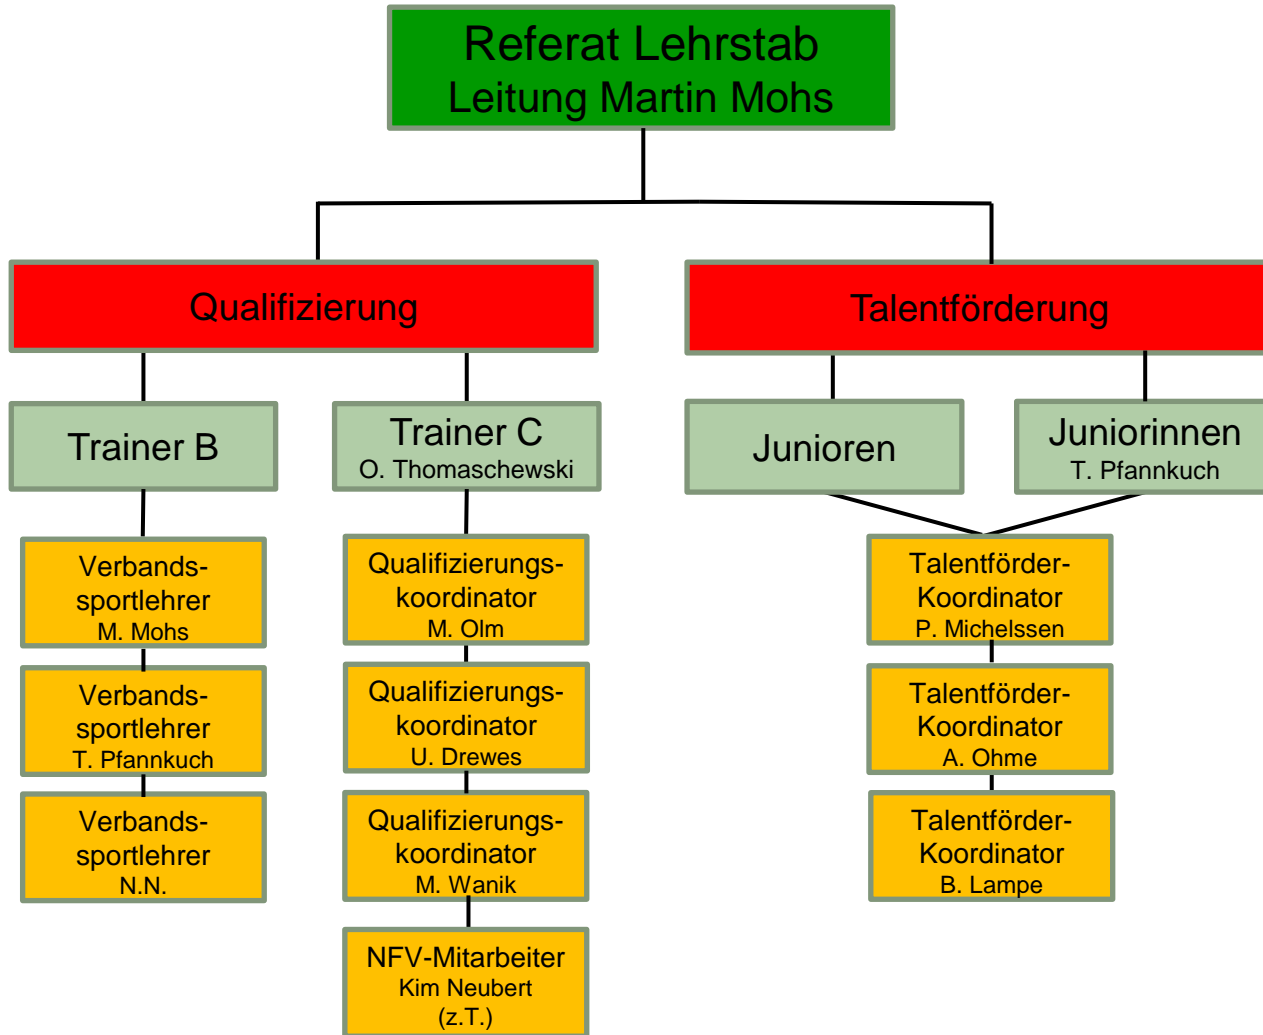 Referat Lehrstab
Leitung Martin Mohs
Qualifizierung
Talentförderung
Trainer B
Trainer C
O. Thomaschewski
Junioren
Juniorinnen
T. Pfannkuch
Verbands-
sportlehrer
M. Mohs
Verbands-
sportlehrer
T. Pfannkuch
Verbands-
sportlehrer
N.N.
Qualifizierungs-
koordinator
M. Olm
Qualifizierungs-
koordinator
U. Drewes
Qualifizierungs-
koordinator
M. Wanik
NFV-Mitarbeiter
Kim Neubert
(z.T.)
Talentförder-
Koordinator
P. Michelssen
Talentförder-
Koordinator
A. Ohme
Talentförder-
Koordinator
B. Lampe